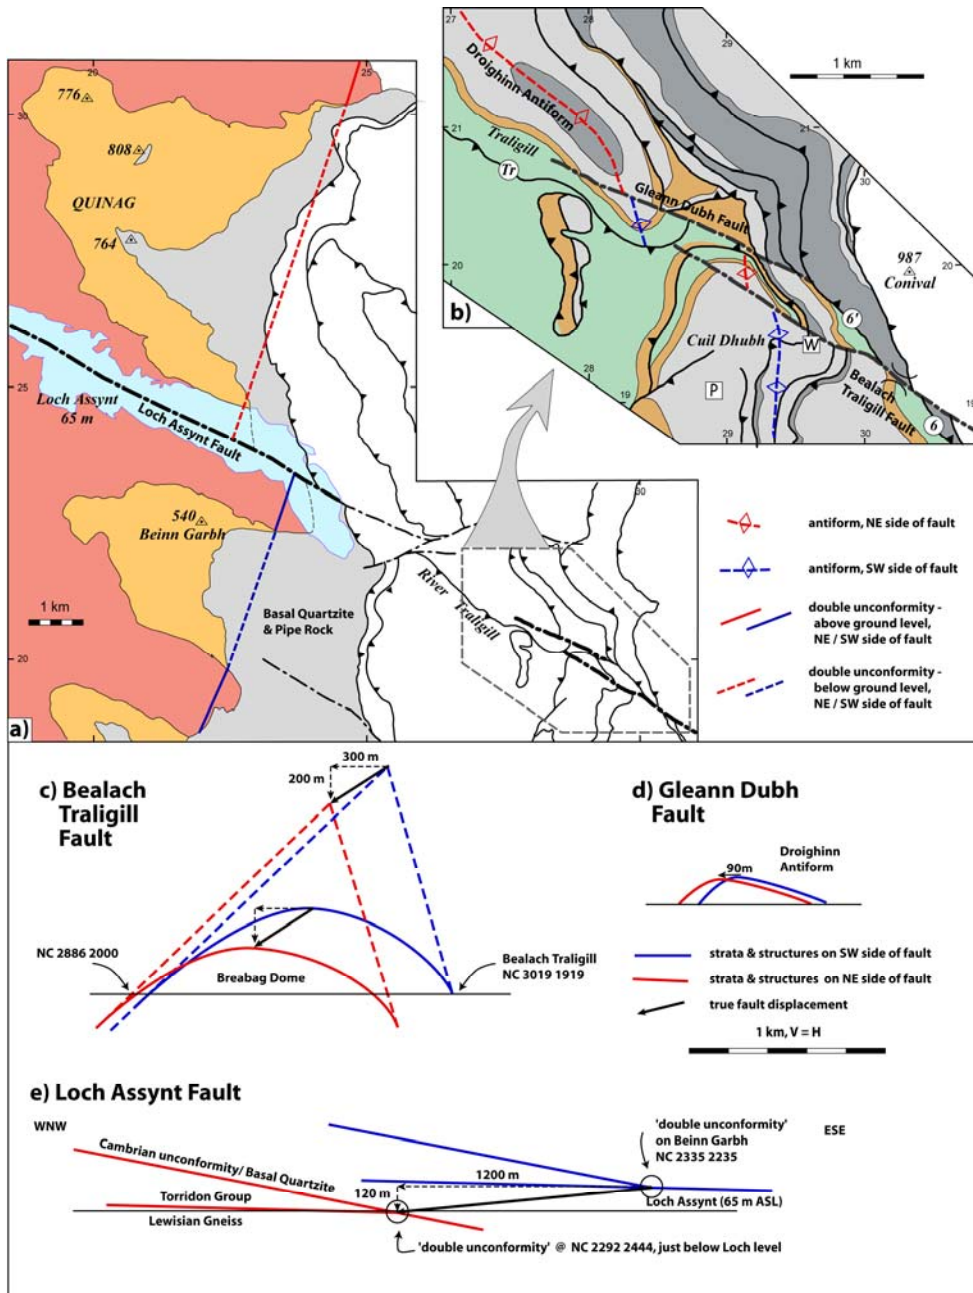 20
25
30
776
808
QUINAG
764
25
Loch Assynt
65 m
Loch Assynt Fault
540
Beinn Garbh
1 km
Basal Quartzite
& Pipe Rock
20
River Traligill
30
a)
27
28
29
1 km
Droighinn
Antiform
21
21
30
Traligill
Tr
Gleann Dubh
Fault
20
20
987
Conival
b)
Cuil Dhubh
W
6'
P
28
19
29
30
19
Bealach
Traligill Fault
6
antiform, NE side of fault
antiform, SW side of fault
double unconformity -
above ground level,
NE / SW side of fault
double unconformity -
below ground level,
NE / SW side of fault
c) Bealach
Traligill
Fault
300 m
200 m
NC 2886 2000
Breabag Dome
Bealach Traligill
NC 3019 1919
d) Gleann Dubh
Fault
90m
Droighinn
Antiform
strata & structures on SW side of fault
strata & structures on NE side of fault
true fault displacement
1 km, V = H
e) Loch Assynt Fault
WNW
ESE
Cambrian unconformity/ Basal Quartzite
Torridon Group
Lewisian Gneiss
1200 m
120 m
'double unconformity'
on Beinn Garbh
NC 2335 2235
Loch Assynt (65 m ASL)
'double unconformity' @ NC 2292 2444, just below Loch level